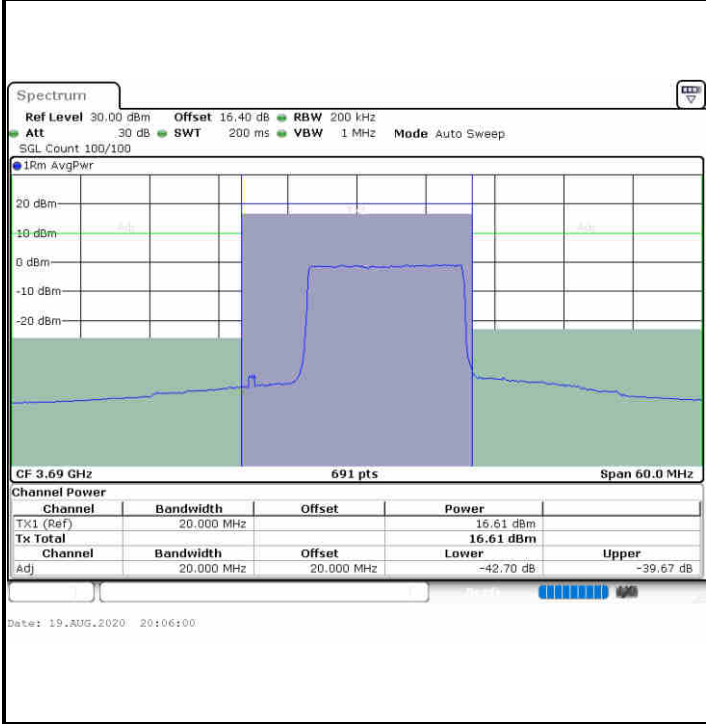 Spectrum
Ref Level 30.00 dBm Offset 16.40 dB RBW 200 kHz
Att 30 dB SWT 200 ms VBW 1 MHz Mode Auto Sweep
SGL Count 100/100
1Rm AvgPwr
20 dBm
Adj Adj
10 dBm
0 dBm
-10 dBm
-20 dBm
CF 3.69 GHz 691 pts Span 60.0 MHz
Channel Power
Channel Bandwidth Offset Power
TX1 (Ref) 20.000 MHz 16.61 dBm
Tx Total 16.61 dBm
Channel Bandwidth Offset Lower Upper
Adj 20.000 MHz 20.000 MHz -42.70 dB -39.67 dB
Date: 19.AUG.2020 20:06:00